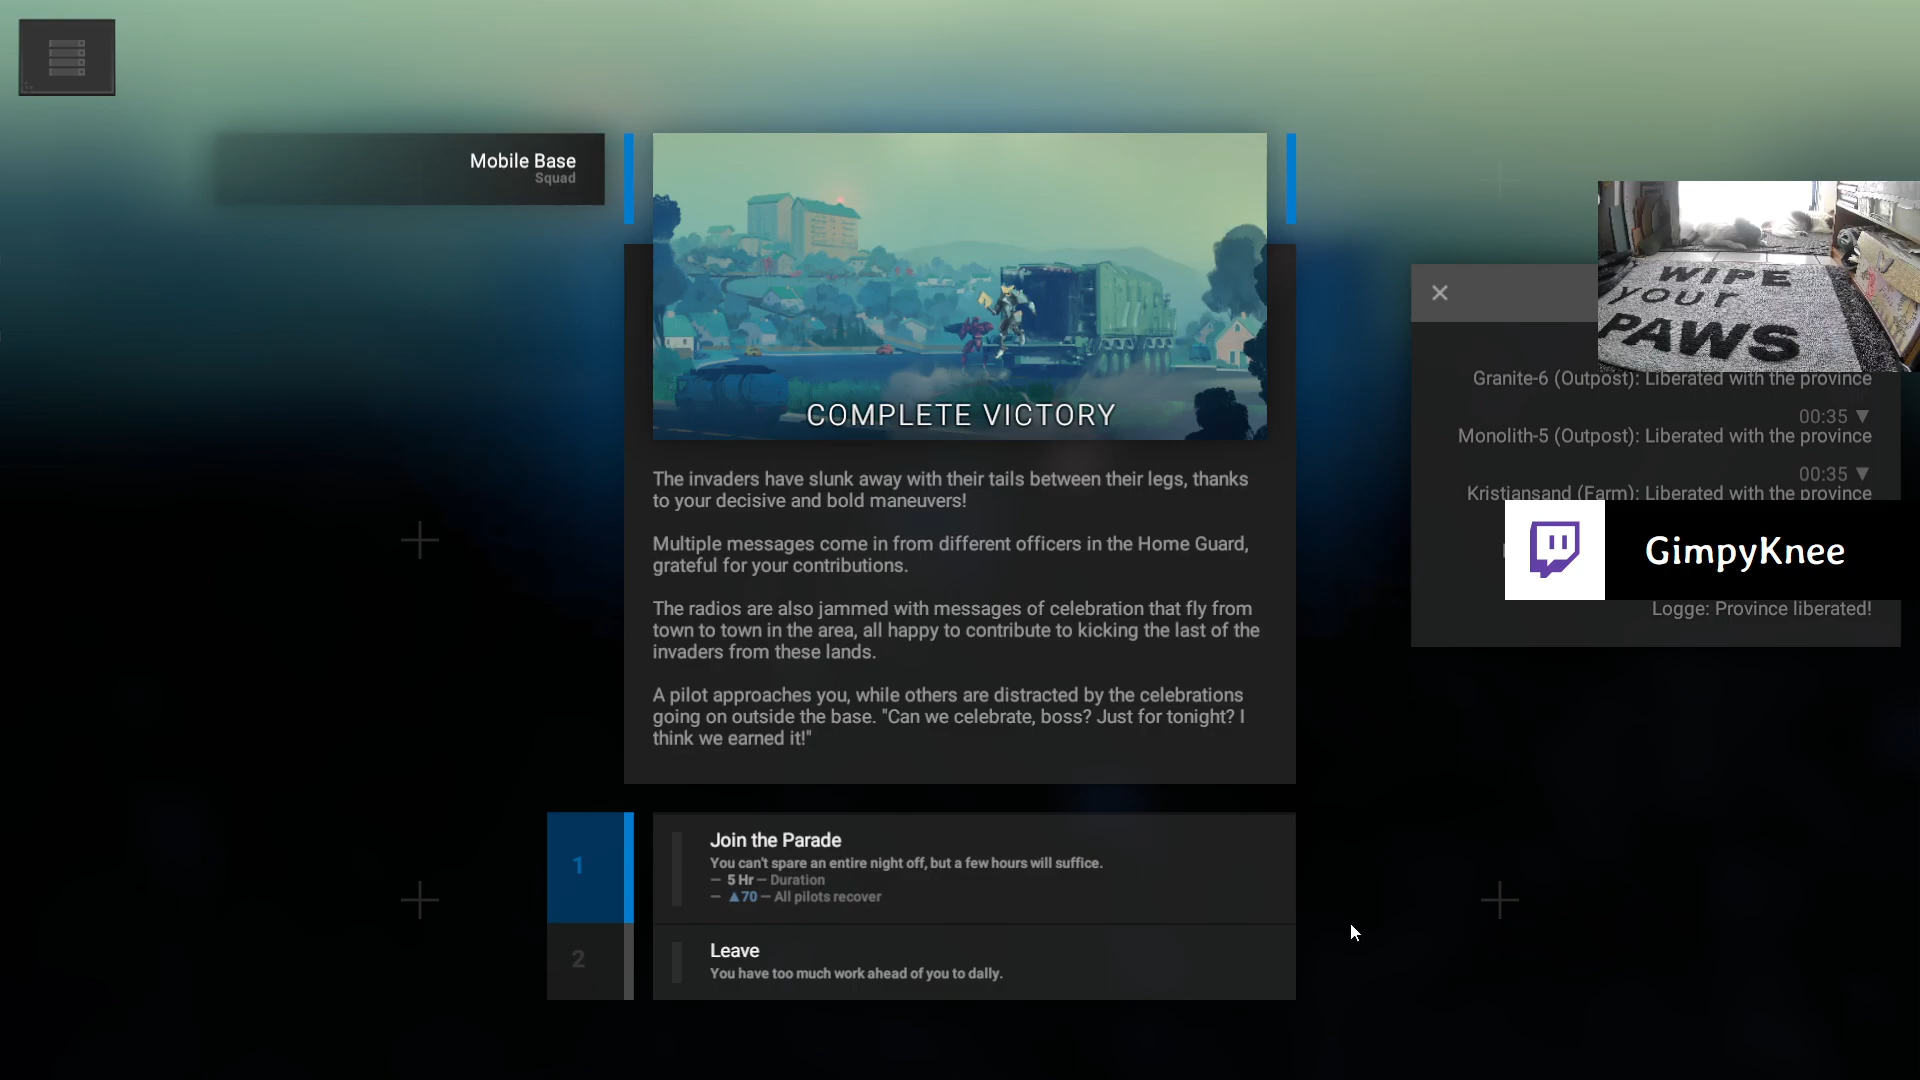 Mobile Base
Squad
COMPLETE VICTORY
The invaders have slunk away with their tails between their legs, thanks
to your decisive and bold maneuvers!
Multiple messages come in from different officers in the Home Guard,
grateful for your contributions.
The radios are also jammed with messages of celebration that fly from
town to town in the area, all happy to contribute to kicking the last of the
invaders from these lands.
A pilot approaches you, while others are distracted by the celebrations
going on outside the base. "Can we celebrate, boss? Just for tonight? I
think we earned it!"
1
Join the Parade
You can't spare an entire night off, but a few hours will suffice.
— 5 Hr — Duration
— ▲70 — All pilots recover
2
Leave
You have too much work ahead of you to dally.
WIPE
YOUR
PAWS
Granite-6 (Outpost): Liberated with the province
00:35 ▼
Monolith-5 (Outpost): Liberated with the province
00:35 ▼
Kristiansand (Farm): Liberated with the province
GimpyKnee
Logge: Province liberated!